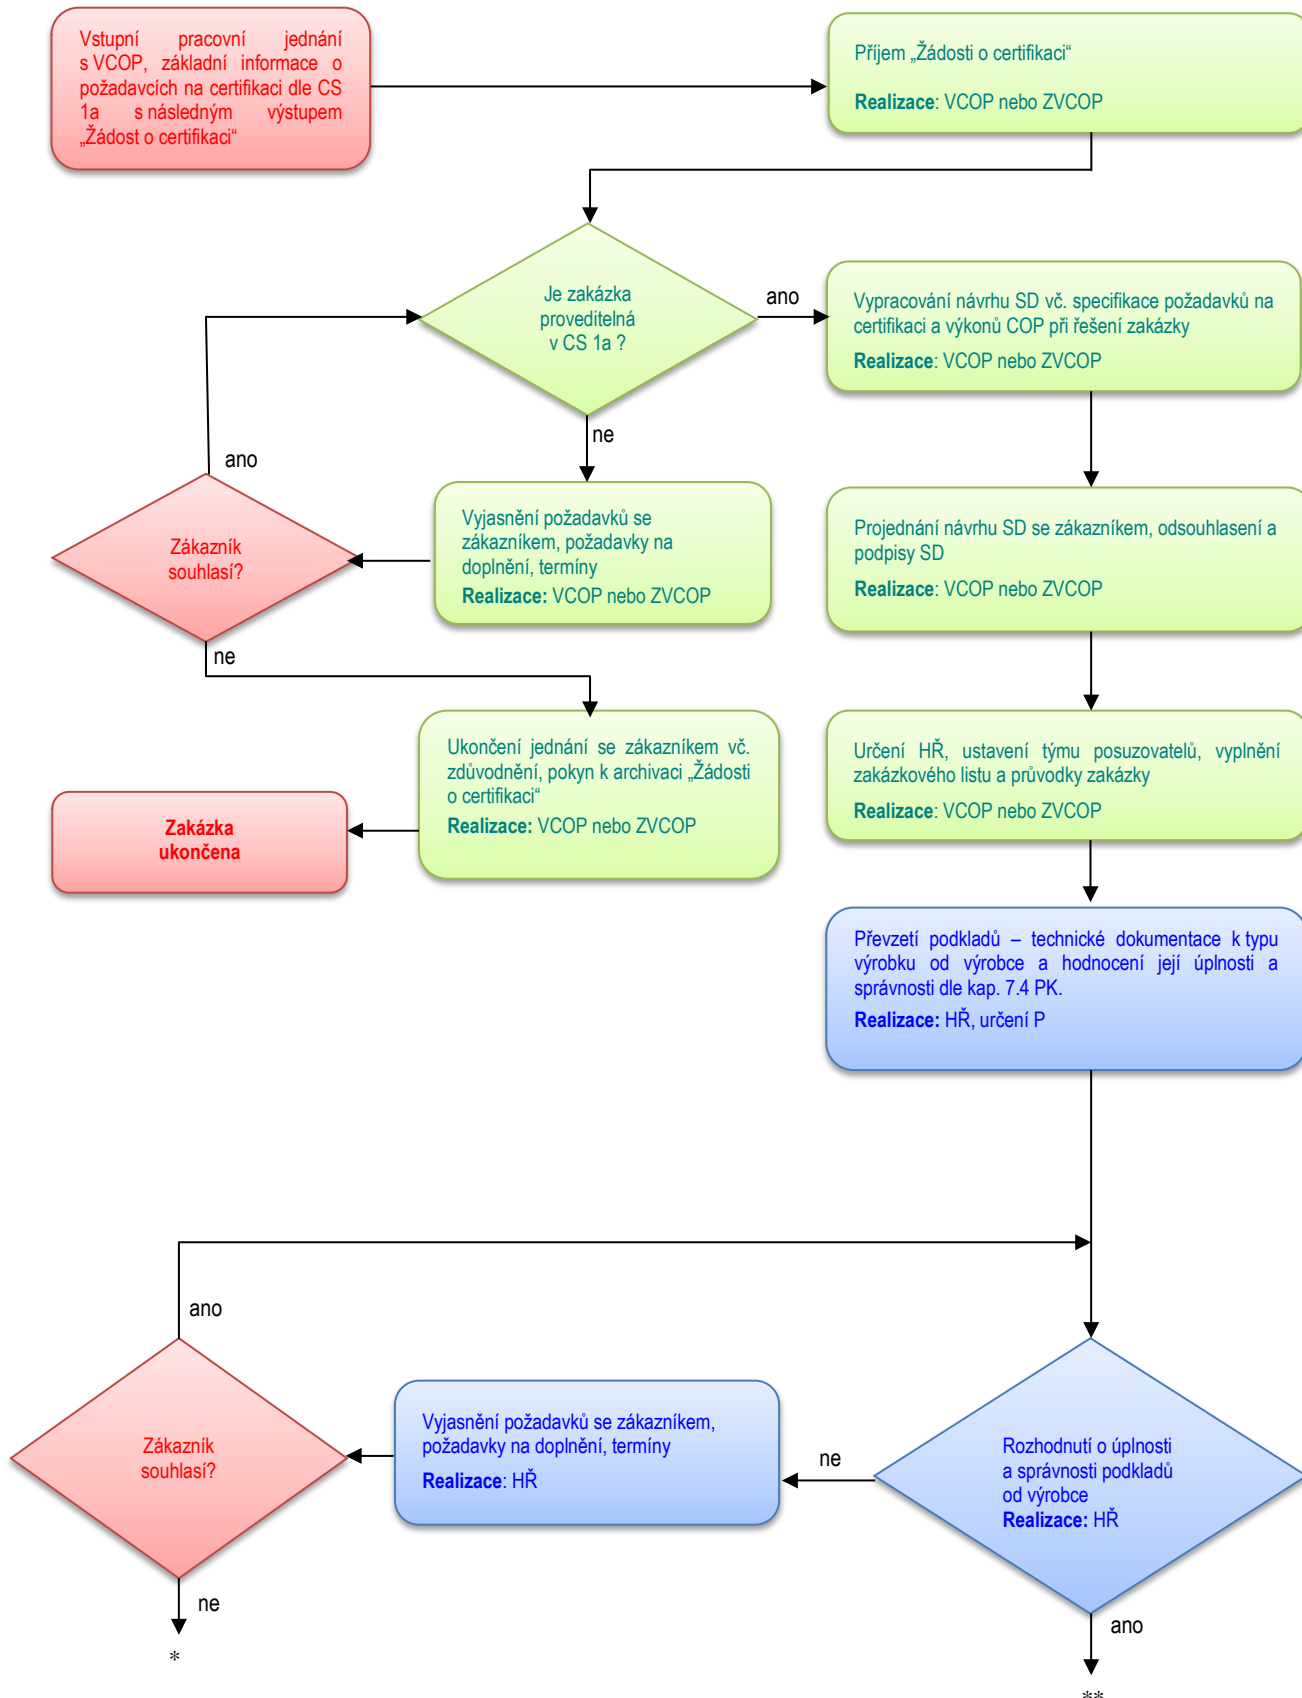 Vstupní pracovní jednání
s VCOP, základní informace o
požadavcích na certifikaci dle CS
1a s následným výstupem
„Žádost o certifikaci“
Příjem „Žádosti o certifikaci“
Realizace: VCOP nebo ZVCOP
Je zakázka
proveditelná
v CS 1a ?
ano
Vypracování návrhu SD vč. specifikace požadavků na
certifikaci a výkonů COP při řešení zakázky
Realizace: VCOP nebo ZVCOP
ne
ano
Vyjasnění požadavků se
zákazníkem, požadavky na
doplnění, termíny
Realizace: VCOP nebo ZVCOP
Zákazník
souhlasí?
Projednání návrhu SD se zákazníkem, odsouhlasení a
podpisy SD
Realizace: VCOP nebo ZVCOP
ne
Ukončení jednání se zákazníkem vč.
zdůvodnění, pokyn k archivaci „Žádosti
o certifikaci“
Realizace: VCOP nebo ZVCOP
Zakázka
ukončena
Určení HŘ, ustavení týmu posuzovatelů, vyplnění
zakázkového listu a průvodky zakázky
Realizace: VCOP nebo ZVCOP
Převzetí podkladů – technické dokumentace k typu
výrobku od výrobce a hodnocení její úplnosti a
správnosti dle kap. 7.4 PK.
Realizace: HŘ, určení P
ano
Zákazník
souhlasí?
Vyjasnění požadavků se zákazníkem,
požadavky na doplnění, termíny
Realizace: HŘ
ne
Rozhodnutí o úplnosti
a správnosti podkladů
od výrobce
Realizace: HŘ
ne
*
ano
**